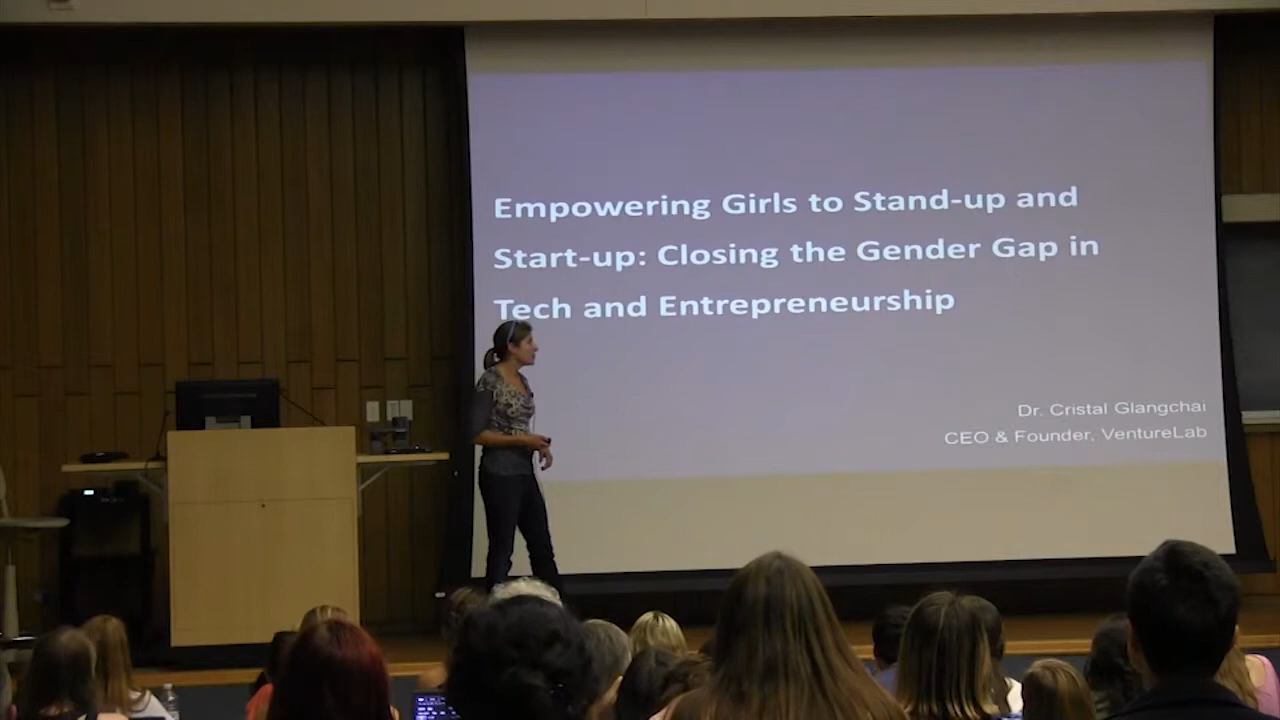 Empowering Girls to Stand-up and
Start-up: Closing the Gender Gap in
Tech and Entrepreneurship
Dr. Cristal Glangchai
CEO & Founder, VentureLab